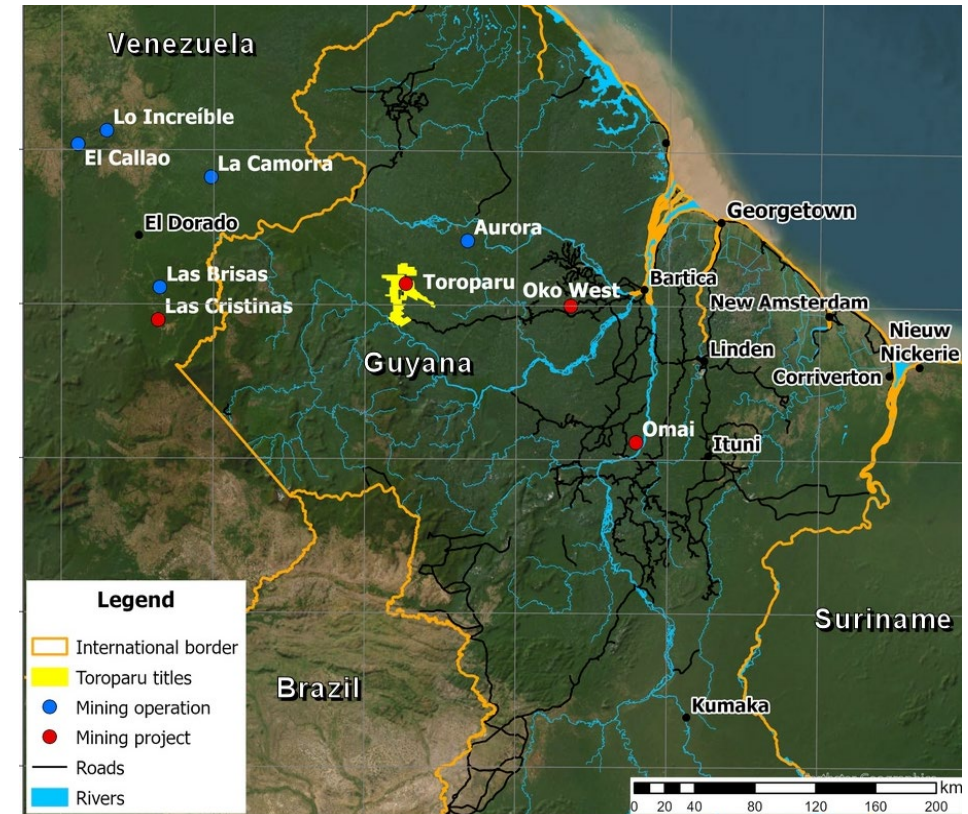 Venezuela
Lo Increíble
El Callao
La Camorra
El Dorado
Aurora
Georgetown
Las Brisas
Toroparu
Oko West
Bartica
Las Cristinas
New Amsterdam
Nieuw
Nickerie
Guyana
Linden
Corriverton
Omai
Ituni
Legend
International border
Toroparu titles
Mining operation
Mining project
Roads
Rivers
Suriname
Brazil
Kumaka
km
0 20 40 80 120 160 200